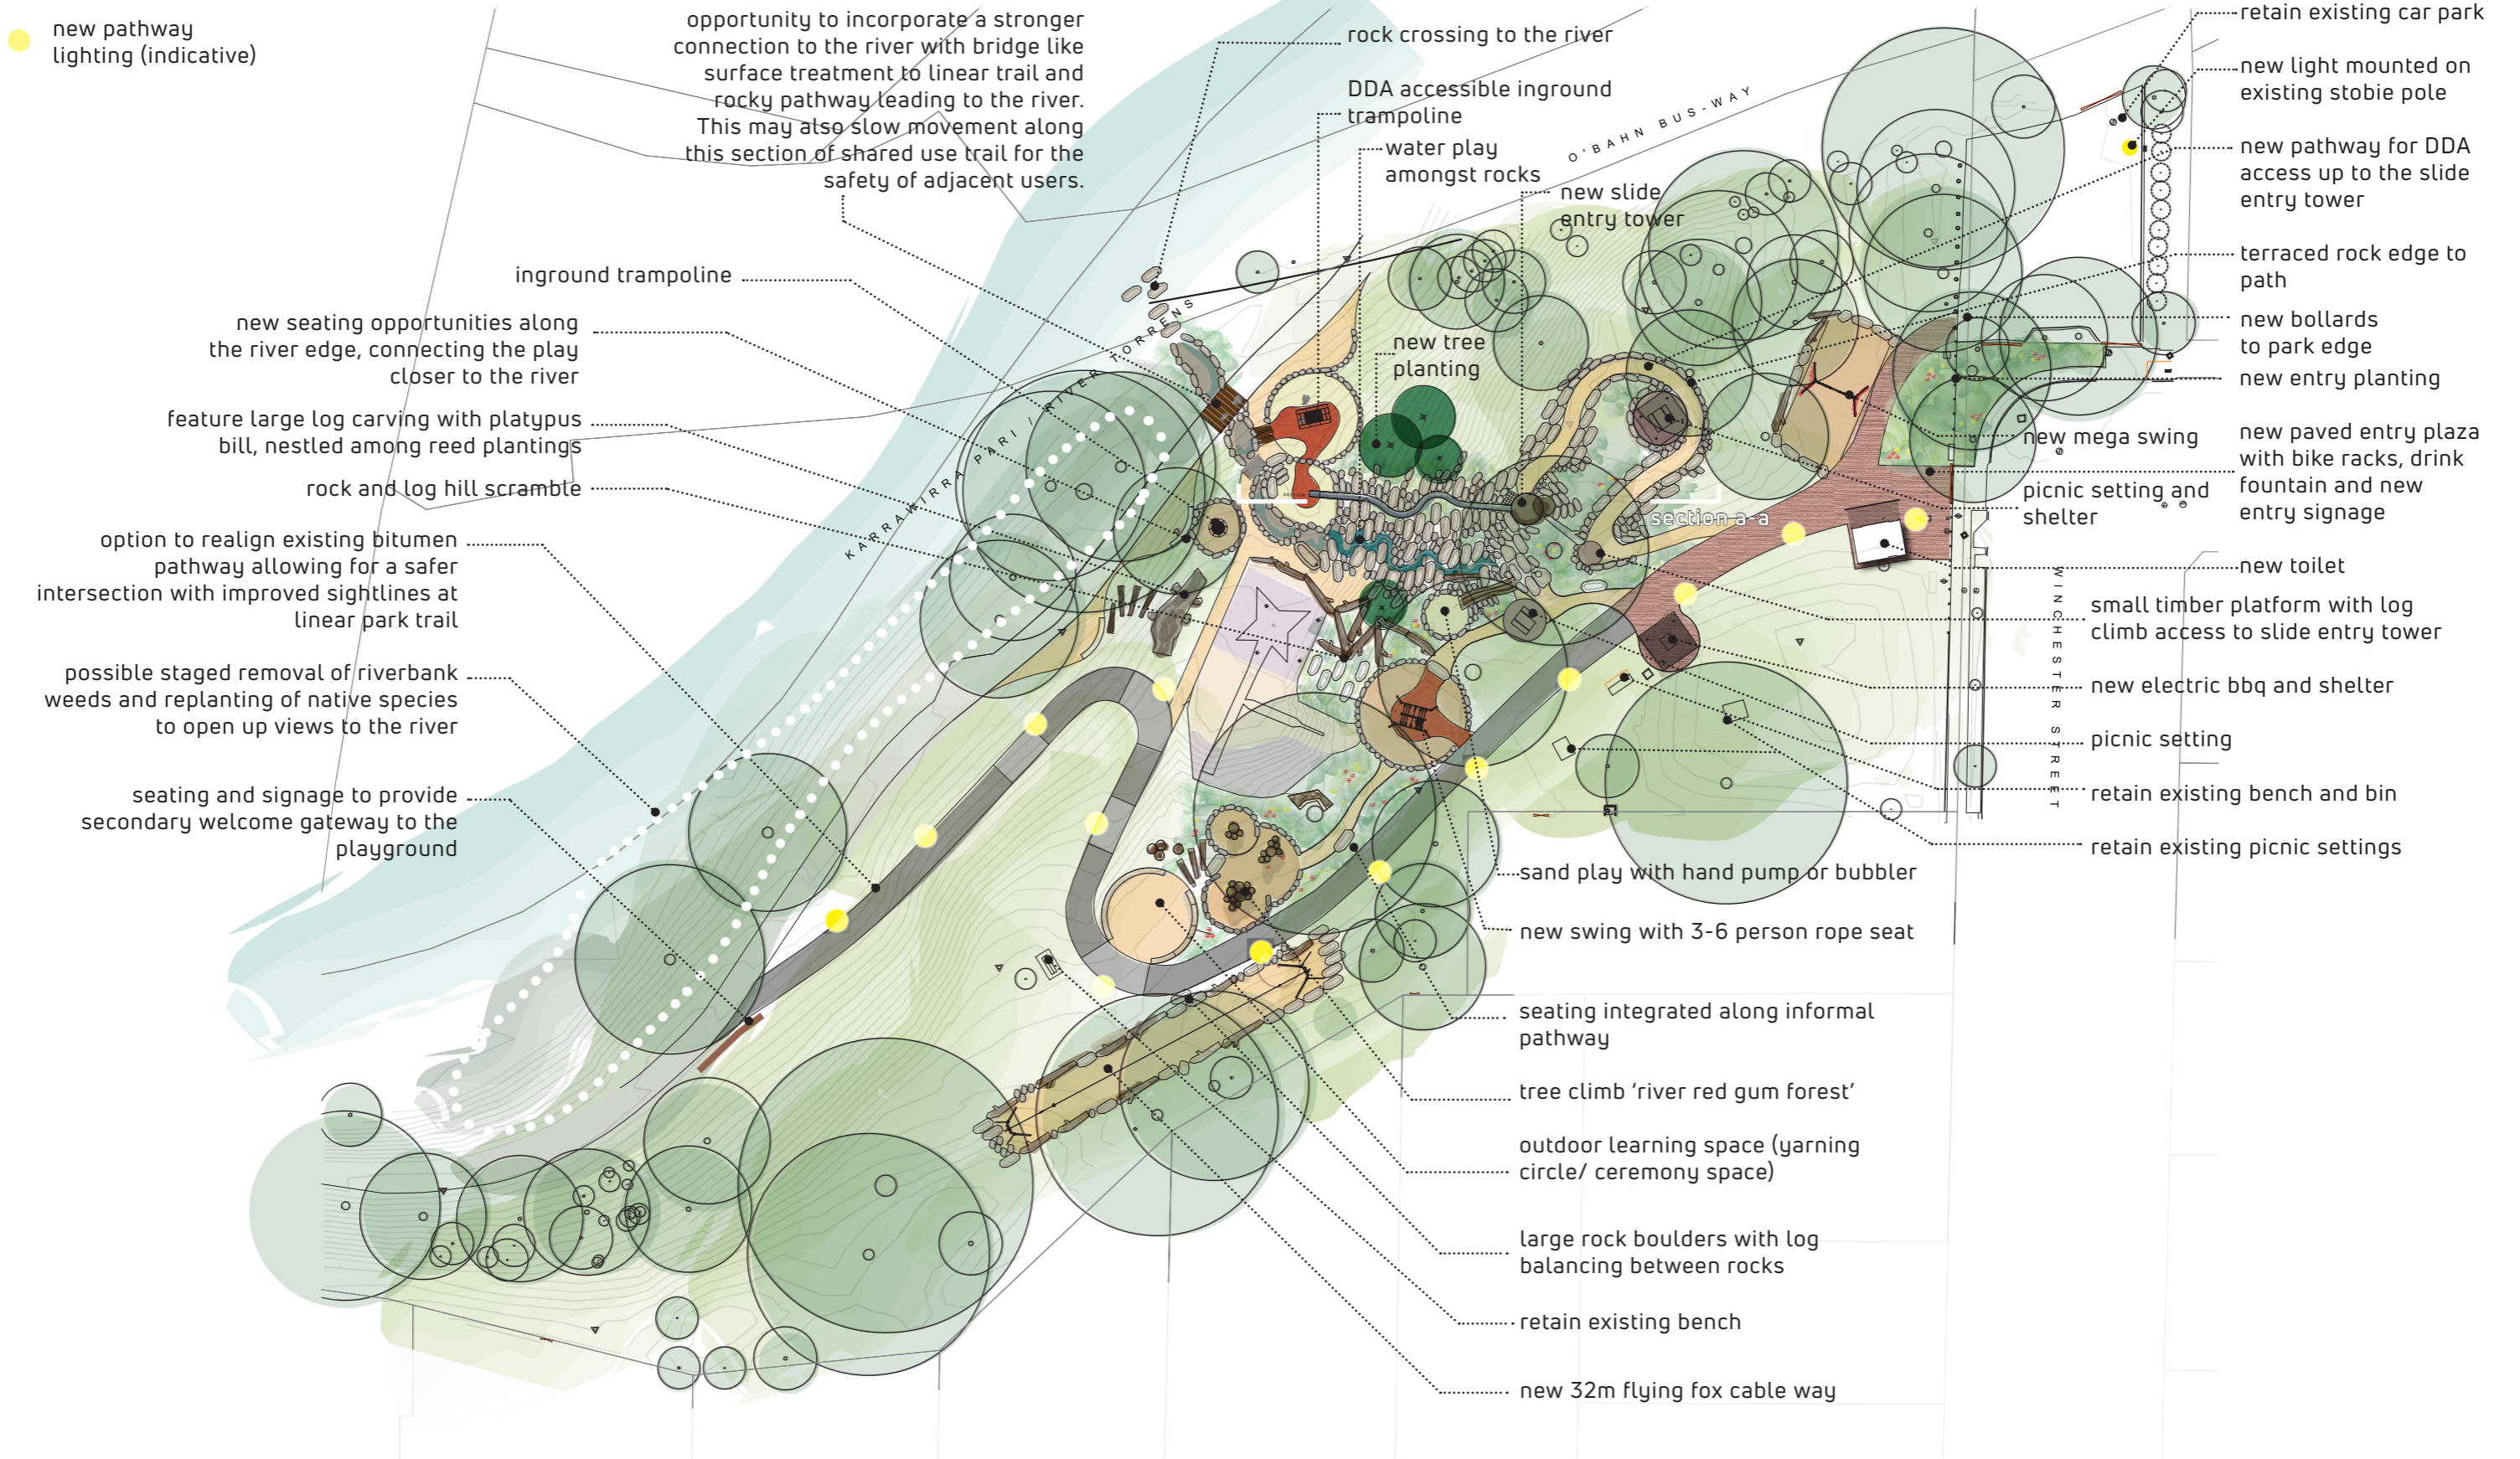 new pathway
lighting (indicative)
opportunity to incorporate a stronger
connection to the river with bridge like
surface treatment to linear trail and
rocky pathway leading to the river.
This may also slow movement along
this section of shared use trail for the
safety of adjacent users.
inground trampoline
new seating opportunities along
the river edge, connecting the play
closer to the river
feature large log carving with platypus
bill, nestled among reed plantings
rock and log hill scramble
option to realign existing bitumen
pathway allowing for a safer
intersection with improved sightlines at
linear park trail
possible staged removal of riverbank
weeds and replanting of native species
to open up views to the river
seating and signage to provide
secondary welcome gateway to the
playground
rock crossing to the river
DDA accessible inground
trampoline
water play
amongst rocks
new slide
entry tower
new tree
planting
O'BAHN BUS-WAY
KARRAWIRRA PARI / RIVER TORRENS
section a-a
retain existing car park
new light mounted on
existing stobie pole
new pathway for DDA
access up to the slide
entry tower
terraced rock edge to
path
new bollards
to park edge
new entry planting
new mega swing
new paved entry plaza
with bike racks, drink
fountain and new
entry signage
picnic setting and
shelter
new toilet
small timber platform with log
climb access to slide entry tower
new electric bbq and shelter
picnic setting
retain existing bench and bin
retain existing picnic settings
WINCHESTER STREET
sand play with hand pump or bubbler
new swing with 3-6 person rope seat
seating integrated along informal
pathway
tree climb ‘river red gum forest’
outdoor learning space (yarning
circle/ ceremony space)
large rock boulders with log
balancing between rocks
retain existing bench
new 32m flying fox cable way